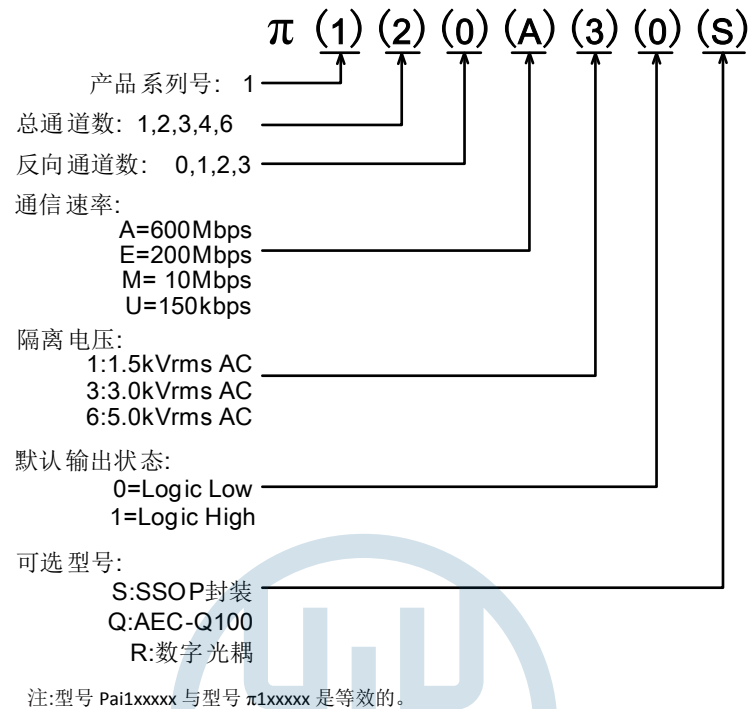 π (1) (2) (0) (A) (3) (0) (S)
产品系列号: 1
总通道数: 1,2,3,4,6
反向通道数: 0,1,2,3
通信速率:
A=600Mbps
E=200Mbps
M= 10Mbps
U=150kbps
隔离电压:
1:1.5kVrms AC
3:3.0kVrms AC
6:5.0kVrms AC
默认输出状态:
0=Logic Low
1=Logic High
可选型号:
S:SSOP封装
Q:AEC-Q100
R:数字光耦
注:型号 Pai1xxxxx 与型号 π1xxxxx 是等效的。